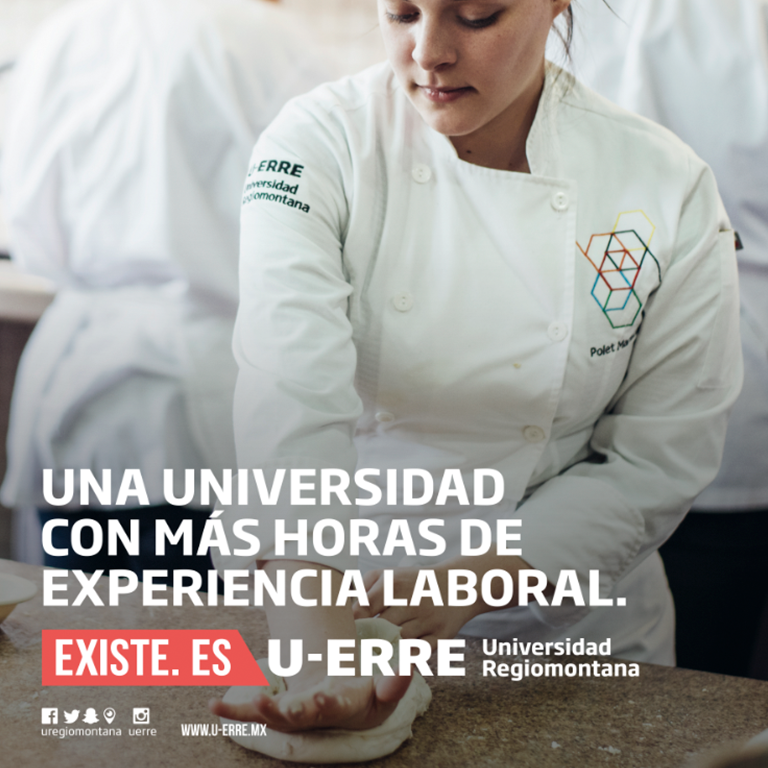 U-ERRE
Universidad
Regiomontana
Polet
UNA UNIVERSIDAD
CON MÁS HORAS DE
EXPERIENCIA LABORAL.
EXISTE. ES U-ERRE Universidad
Regiomontana
uregiomontana uerre WWW.U-ERRE.MX